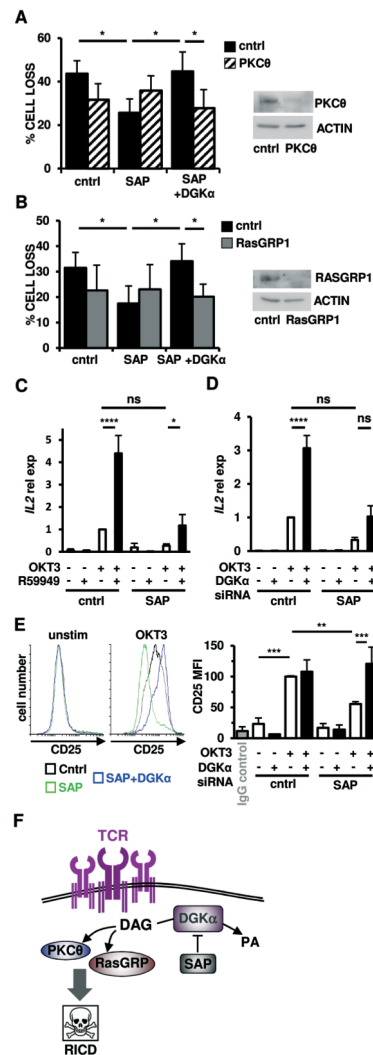 A
% CELL LOSS
60
40
20
0
cntrl
PKCθ
*
*
*
cntrl
SAP
SAP
+DGKα
PKCθ
ACTIN
cntrl PKCθ
B
% CELL LOSS
60
50
40
30
20
10
0
cntrl
RasGRP1
*
*
*
cntrl
SAP
SAP +DGKα
RASGRP1
ACTIN
cntrl RasGRP1
C
IL2 rel exp
5
4
3
2
1
0
ns
****
*
OKT3 - - + + - - + +
R59949 - + - + - + - +
cntrl
SAP
D
IL2 rel exp
4
3
2
1
0
ns
****
ns
OKT3 - - + + - - + +
DGKα - + - + - + - +
siRNA
cntrl
SAP
E
unstim
OKT3
cell number
CD25
CD25
Cntrl
SAP
SAP+DGKα
CD25 MFI
150
100
50
0
**
***
***
IgG control
OKT3 - - + + - - + +
DGKα - + - + - + - +
siRNA
cntrl
SAP
F
TCR
DAG
DGKα
PKCθ
RasGRP
PA
SAP
RICD